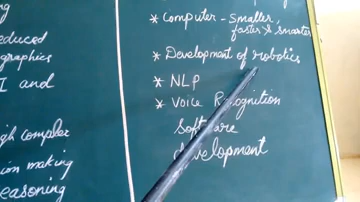 * Computer - Smaller,
faster & smarter
* Development of robotics
* NLP
* Voice Recognition
Software
development
ng
educed
graphics
I and
gh complex
ion making
easoning